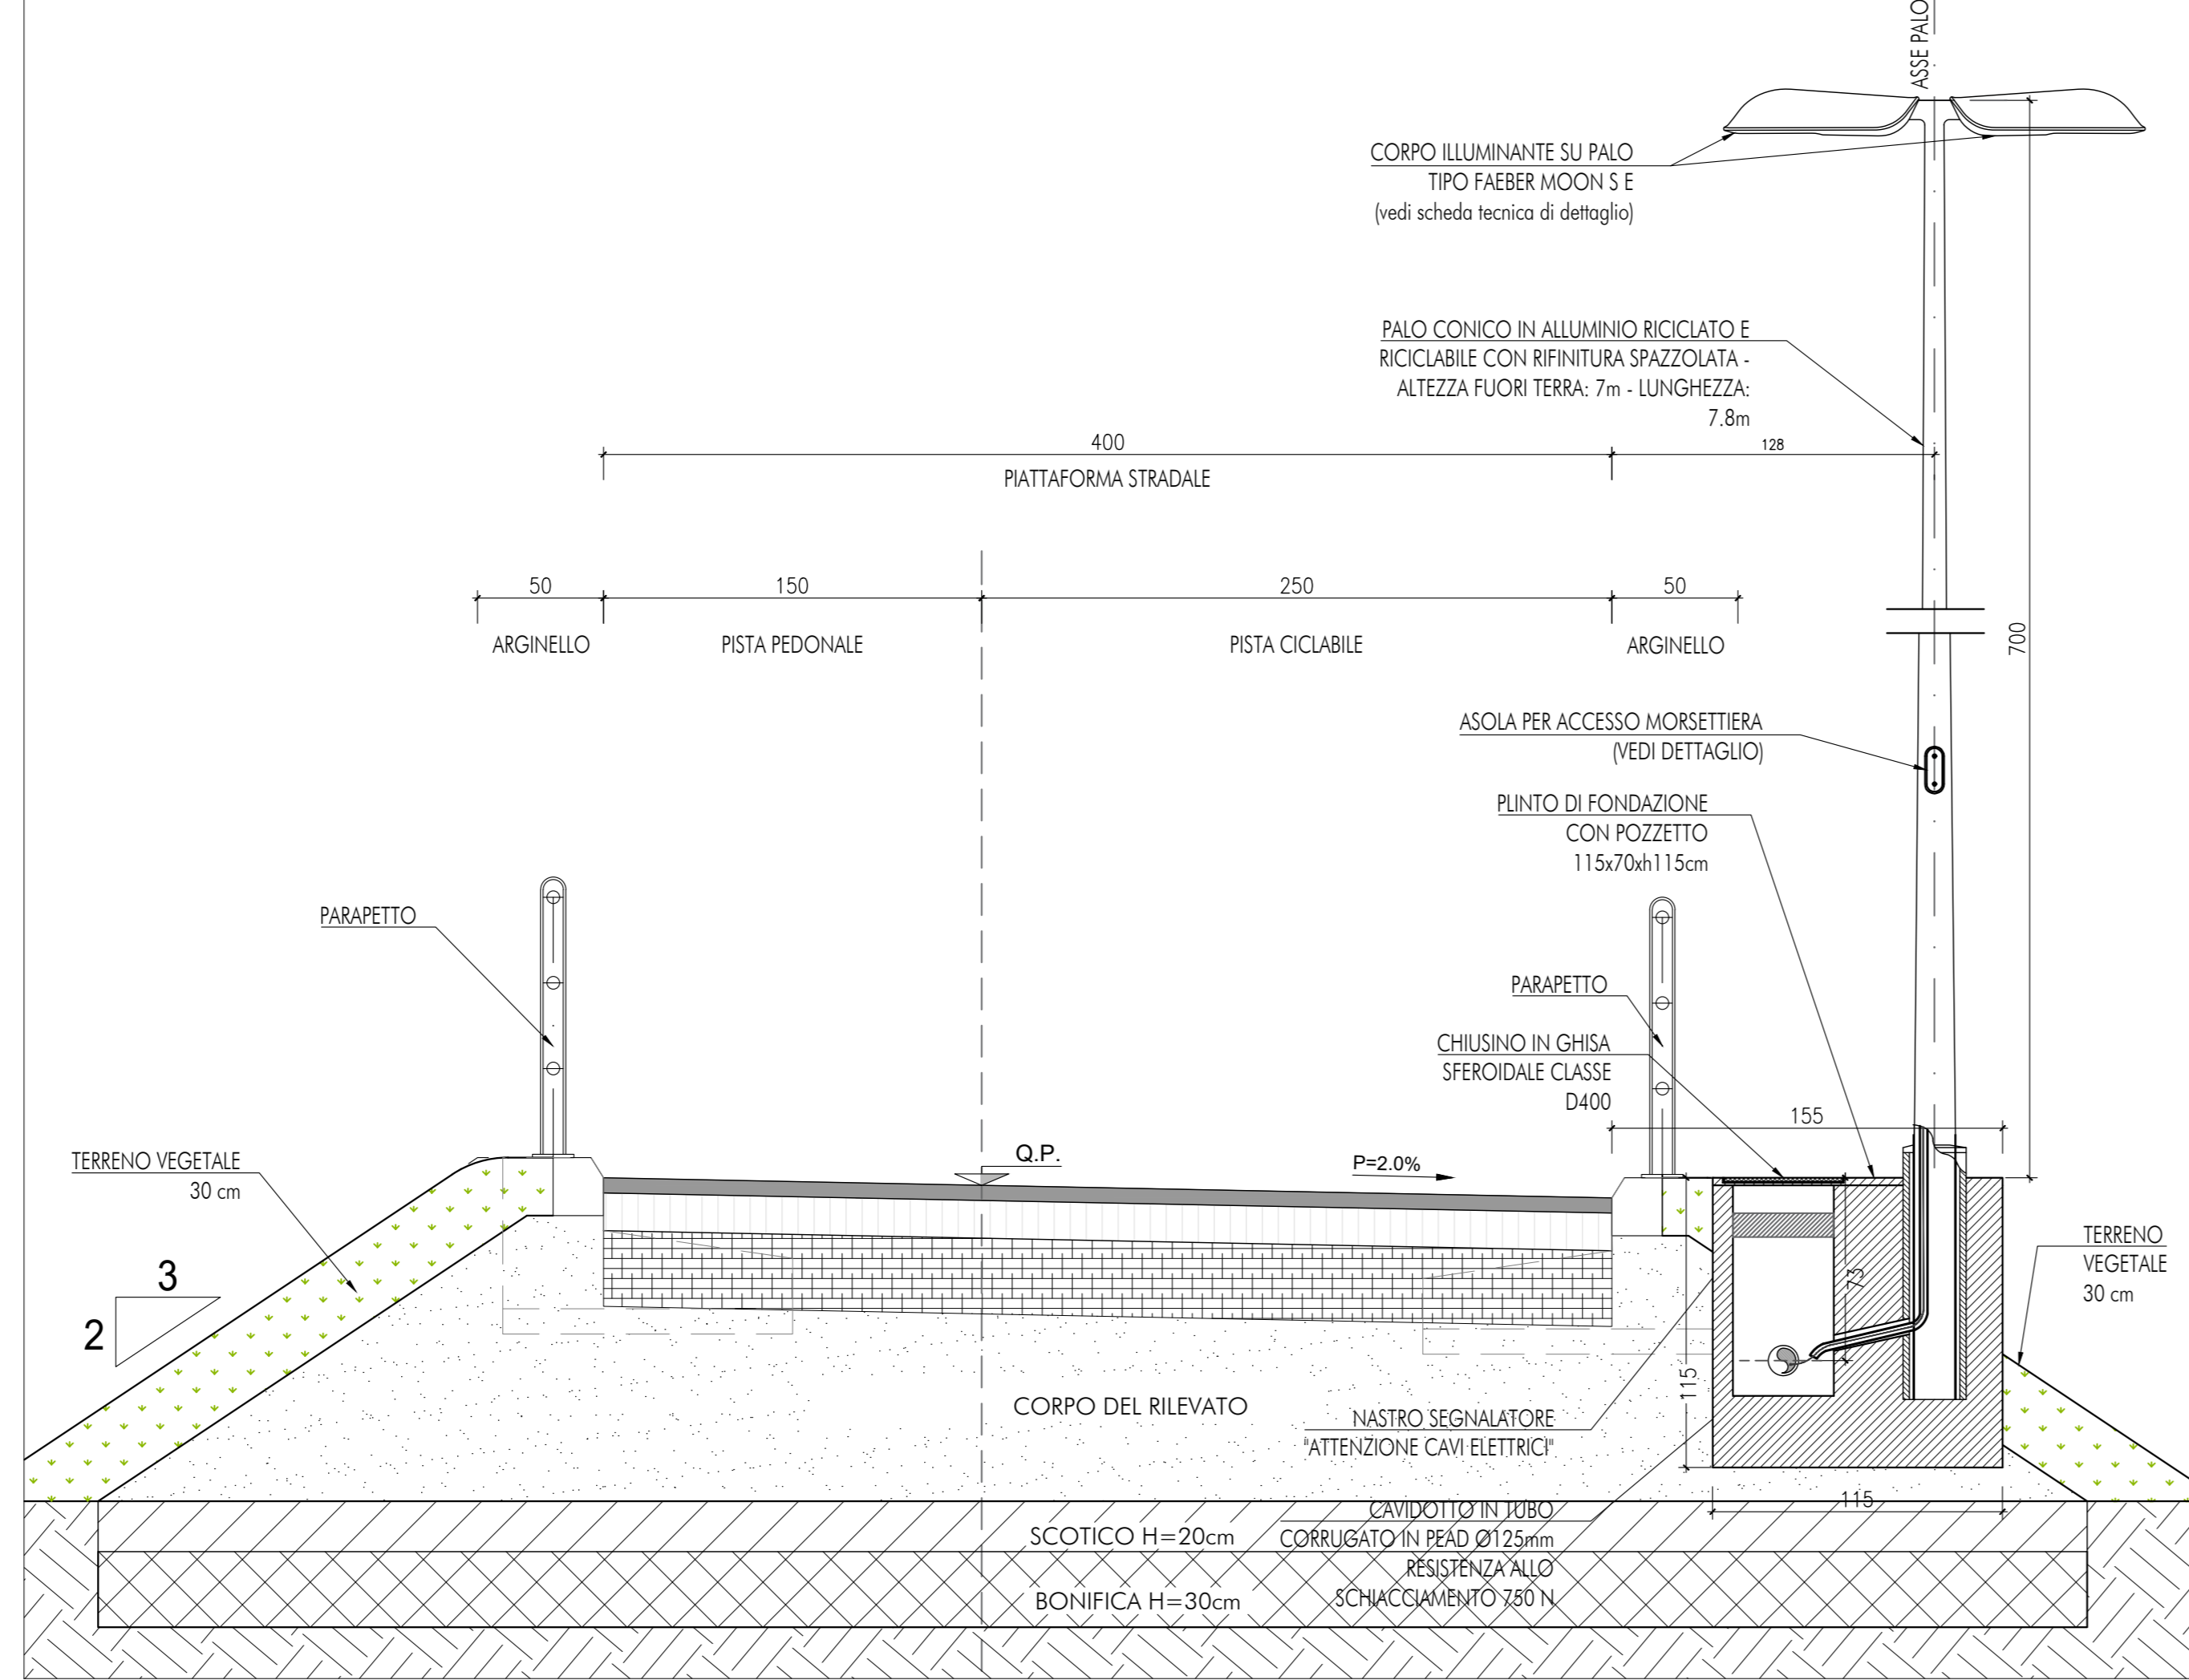 ASSE PALO
CORPO ILLUMINANTE SU PALO
TIPO FAEBER MOON S E
(vedi scheda tecnica di dettaglio)
PALO CONICO IN ALLUMINIO RICICLATO E
RICICLABILE CON RIFINITURA SPAZZOLATA -
ALTEZZA FUORI TERRA: 7m - LUNGHEZZA:
7.8m
400
128
PIATTAFORMA STRADALE
50
150
250
50
ARGINELLO
PISTA PEDONALE
PISTA CICLABILE
ARGINELLO
700
ASOLA PER ACCESSO MORSETTIERA
(VEDI DETTAGLIO)
PLINTO DI FONDAZIONE
CON POZZETTO
115x70xh115cm
PARAPETTO
PARAPETTO
CHIUSINO IN GHISA
SFEROIDALE CLASSE
D400
155
TERRENO VEGETALE
30 cm
Q.P.
P=2.0%
3
2
73
TERRENO
VEGETALE
30 cm
115
CORPO DEL RILEVATO
NASTRO SEGNALATORE
"ATTENZIONE CAVI ELETTRICI"
115
CAVIDOTTO IN TUBO
CORRUGATO IN PEAD Ø125mm
RESISTENZA ALLO
SCHIACCIAMENTO 750 N
SCOTICO H=20cm
BONIFICA H=30cm